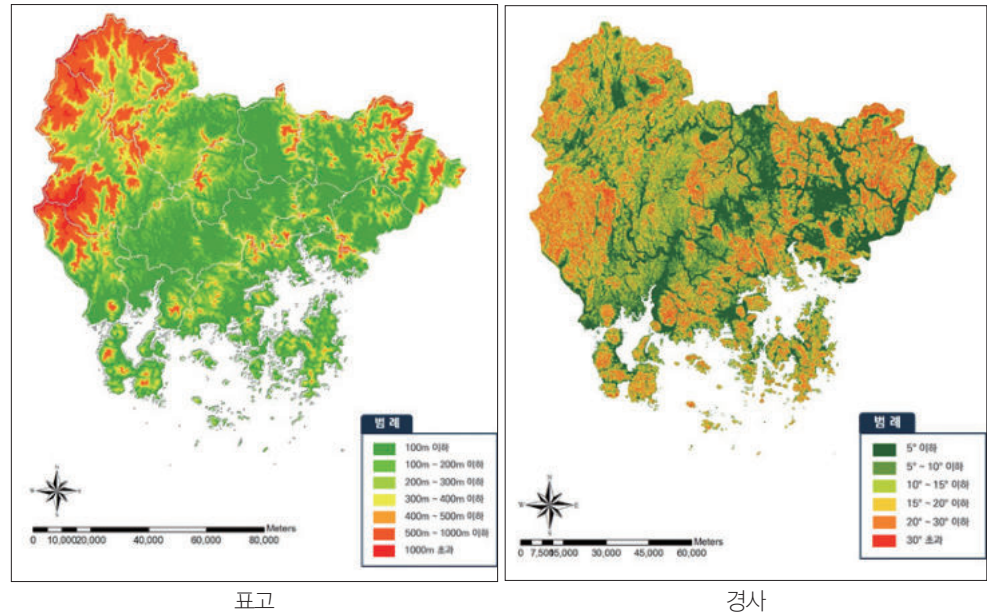 범 례
100m 이하
100m ~ 200m 이하
200m ~ 300m 이하
300m ~ 400m 이하
400m ~ 500m 이하
500m ~ 1000m 이하
1000m 초과
N
W
E
S
Meters
0 10,000 20,000 40,000 60,000 80,000
표고
범 례
5° 이하
5° ~ 10° 이하
10° ~ 15° 이하
15° ~ 20° 이하
20° ~ 30° 이하
30° 초과
N
W
E
S
Meters
0 7,500 15,000 30,000 45,000 60,000
경사